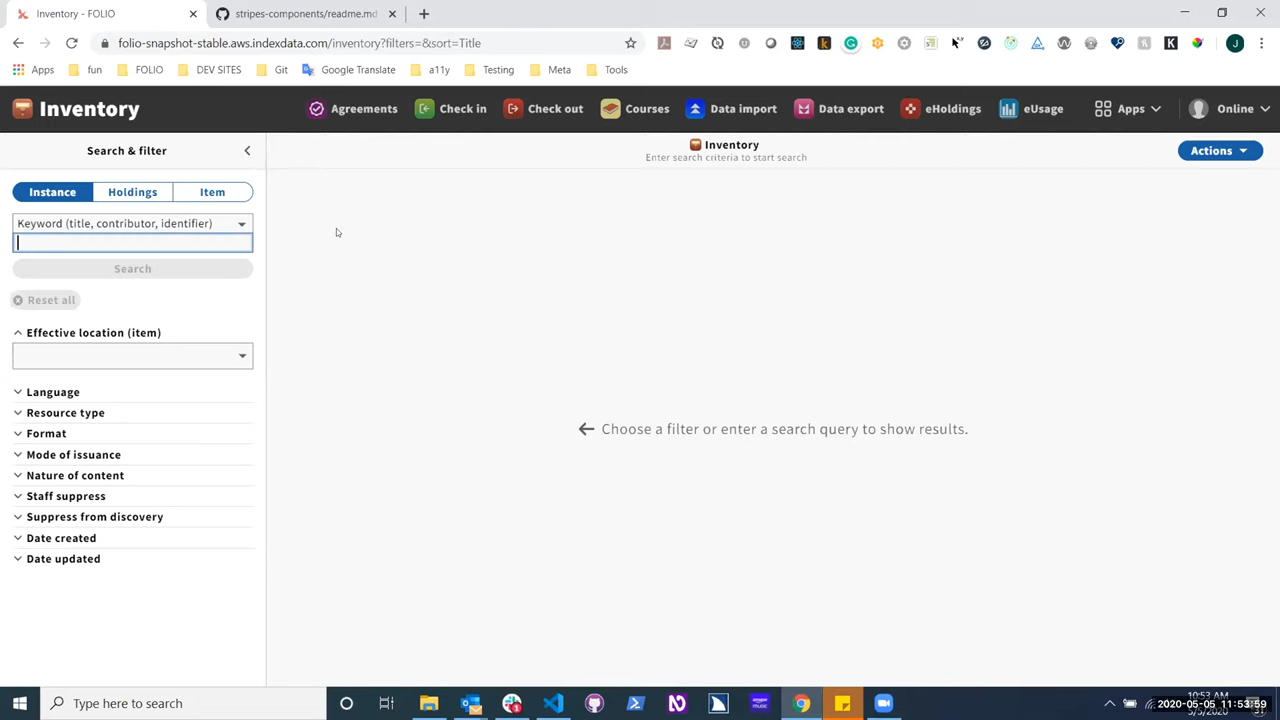 Inventory - FOLIO
stripes-components/readme.md
folio-snapshot-stable.aws.indexdata.com/inventory?filters=&sort=Title
Apps fun FOLIO DEV SITES Git Google Translate a11y Testing Meta Tools
Inventory Agreements Check in Check out Courses Data import Data export eHoldings eUsage Apps Online
Search & filter
Inventory
Enter search criteria to start search
Actions
Instance Holdings Item
Keyword (title, contributor, identifier)
Search
Reset all
Effective location (item)
Language
Resource type
Format
Mode of issuance
Nature of content
Staff suppress
Suppress from discovery
Date created
Date updated
Choose a filter or enter a search query to show results.
Type here to search
10:53 AM
2020-05-05 11:53:59